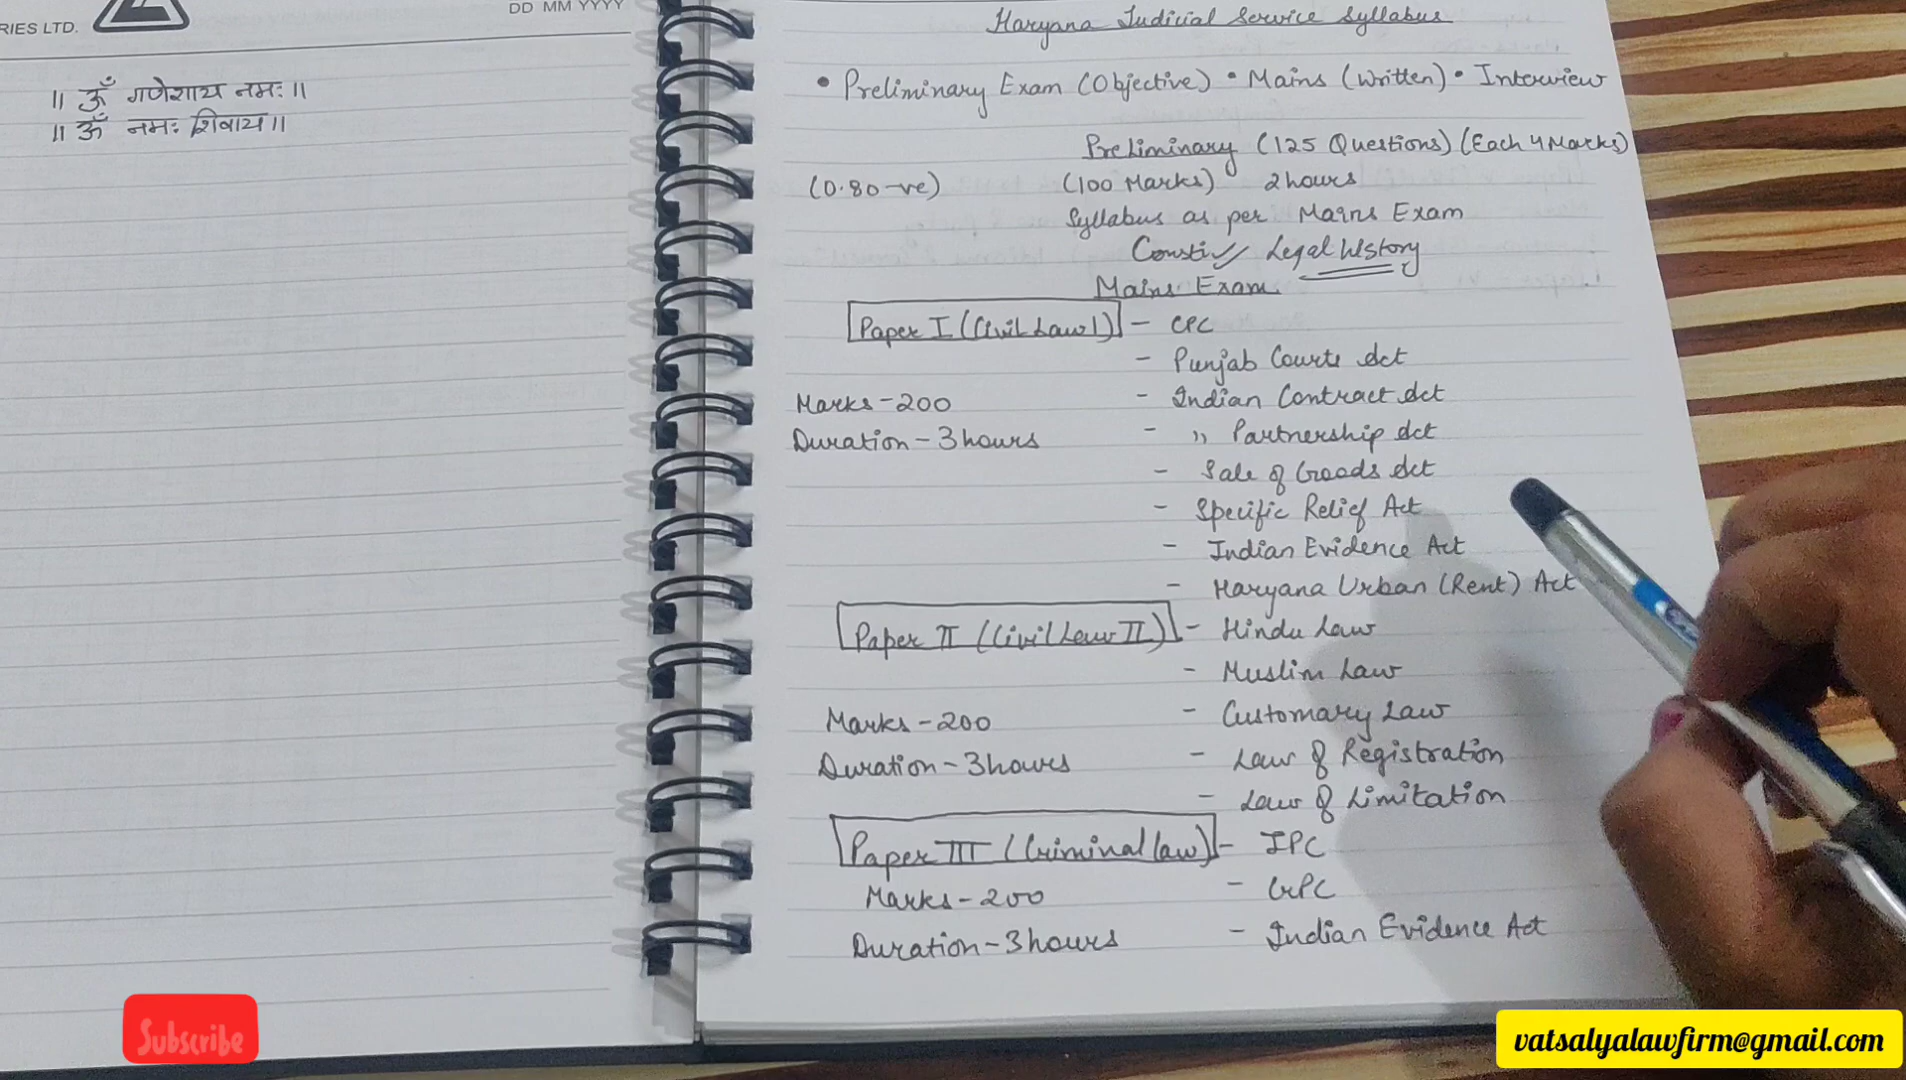 RIES LTD.
DD MM YYYY
॥ ॐ गणेशाय नमः ॥
॥ ॐ नमः शिवाय ॥
Haryana Judicial Service Syllabus
• Preliminary Exam (Objective) • Mains (Written) • Interview
Preliminary (125 Questions) (Each 4 Marks)
(0.80-ve) (100 Marks) 2 hours
Syllabus as per Mains Exam
Consti Legal history
Mains Exam
Paper I (Civil Law I) - CPC
- Punjab Courts Act
Marks - 200 - Indian Contract Act
Duration - 3 hours - ,, Partnership Act
- Sale of Goods Act
- Specific Relief Act
- Indian Evidence Act
- Haryana Urban (Rent) Act
Paper II (Civil Law II) - Hindu Law
- Muslim Law
Marks - 200 - Customary Law
Duration - 3 hours - Law of Registration
- Law of Limitation
Paper III (Criminal law) - IPC
Marks - 200 - CrPC
Duration - 3 hours - Indian Evidence Act
Subscribe
vatsalyalawfirm@gmail.com